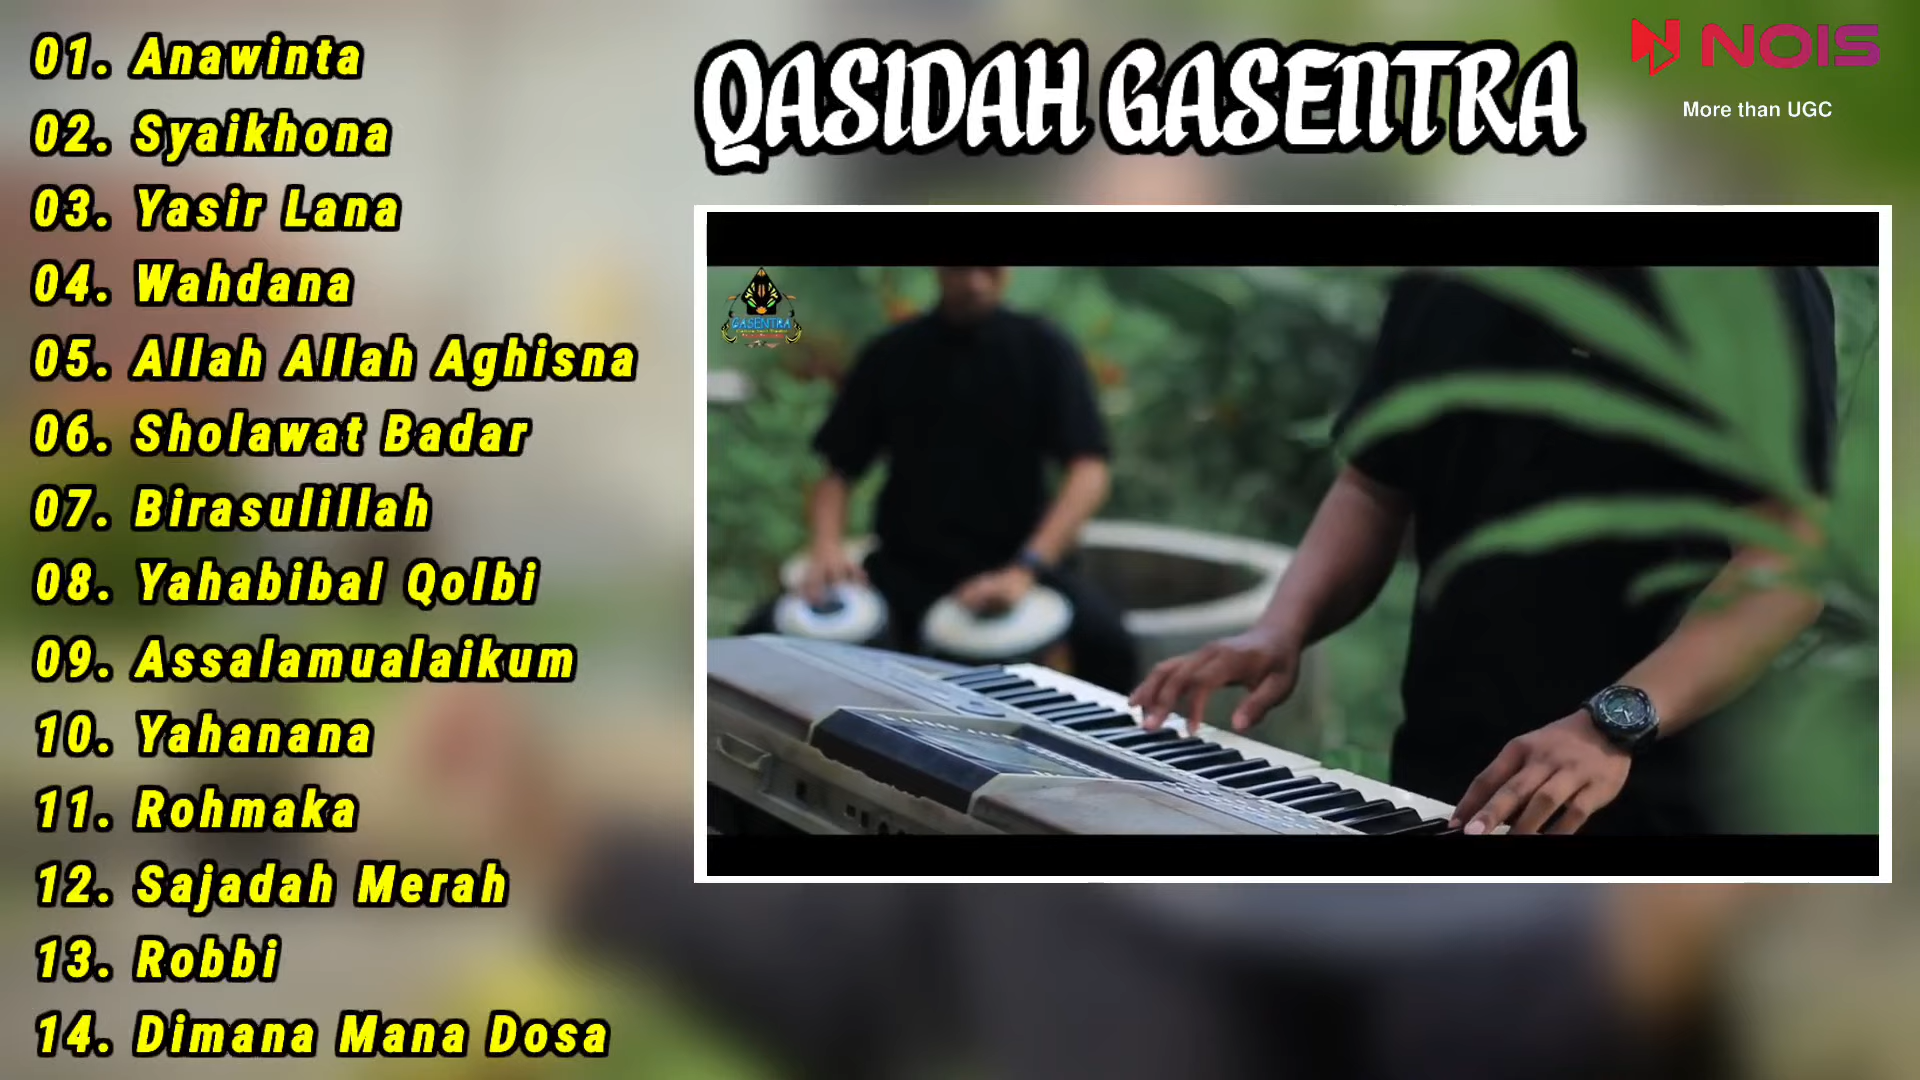 01. Anawinta
02. Syaikhona
03. Yasir Lana
04. Wahdana
05. Allah Allah Aghisna
06. Sholawat Badar
07. Birasulillah
08. Yahabibal Qolbi
09. Assalamualaikum
10. Yahanana
11. Rohmaka
12. Sajadah Merah
13. Robbi
14. Dimana Mana Dosa
QASIDAH GASENTRA
NOIS
More than UGC
GASENTRA